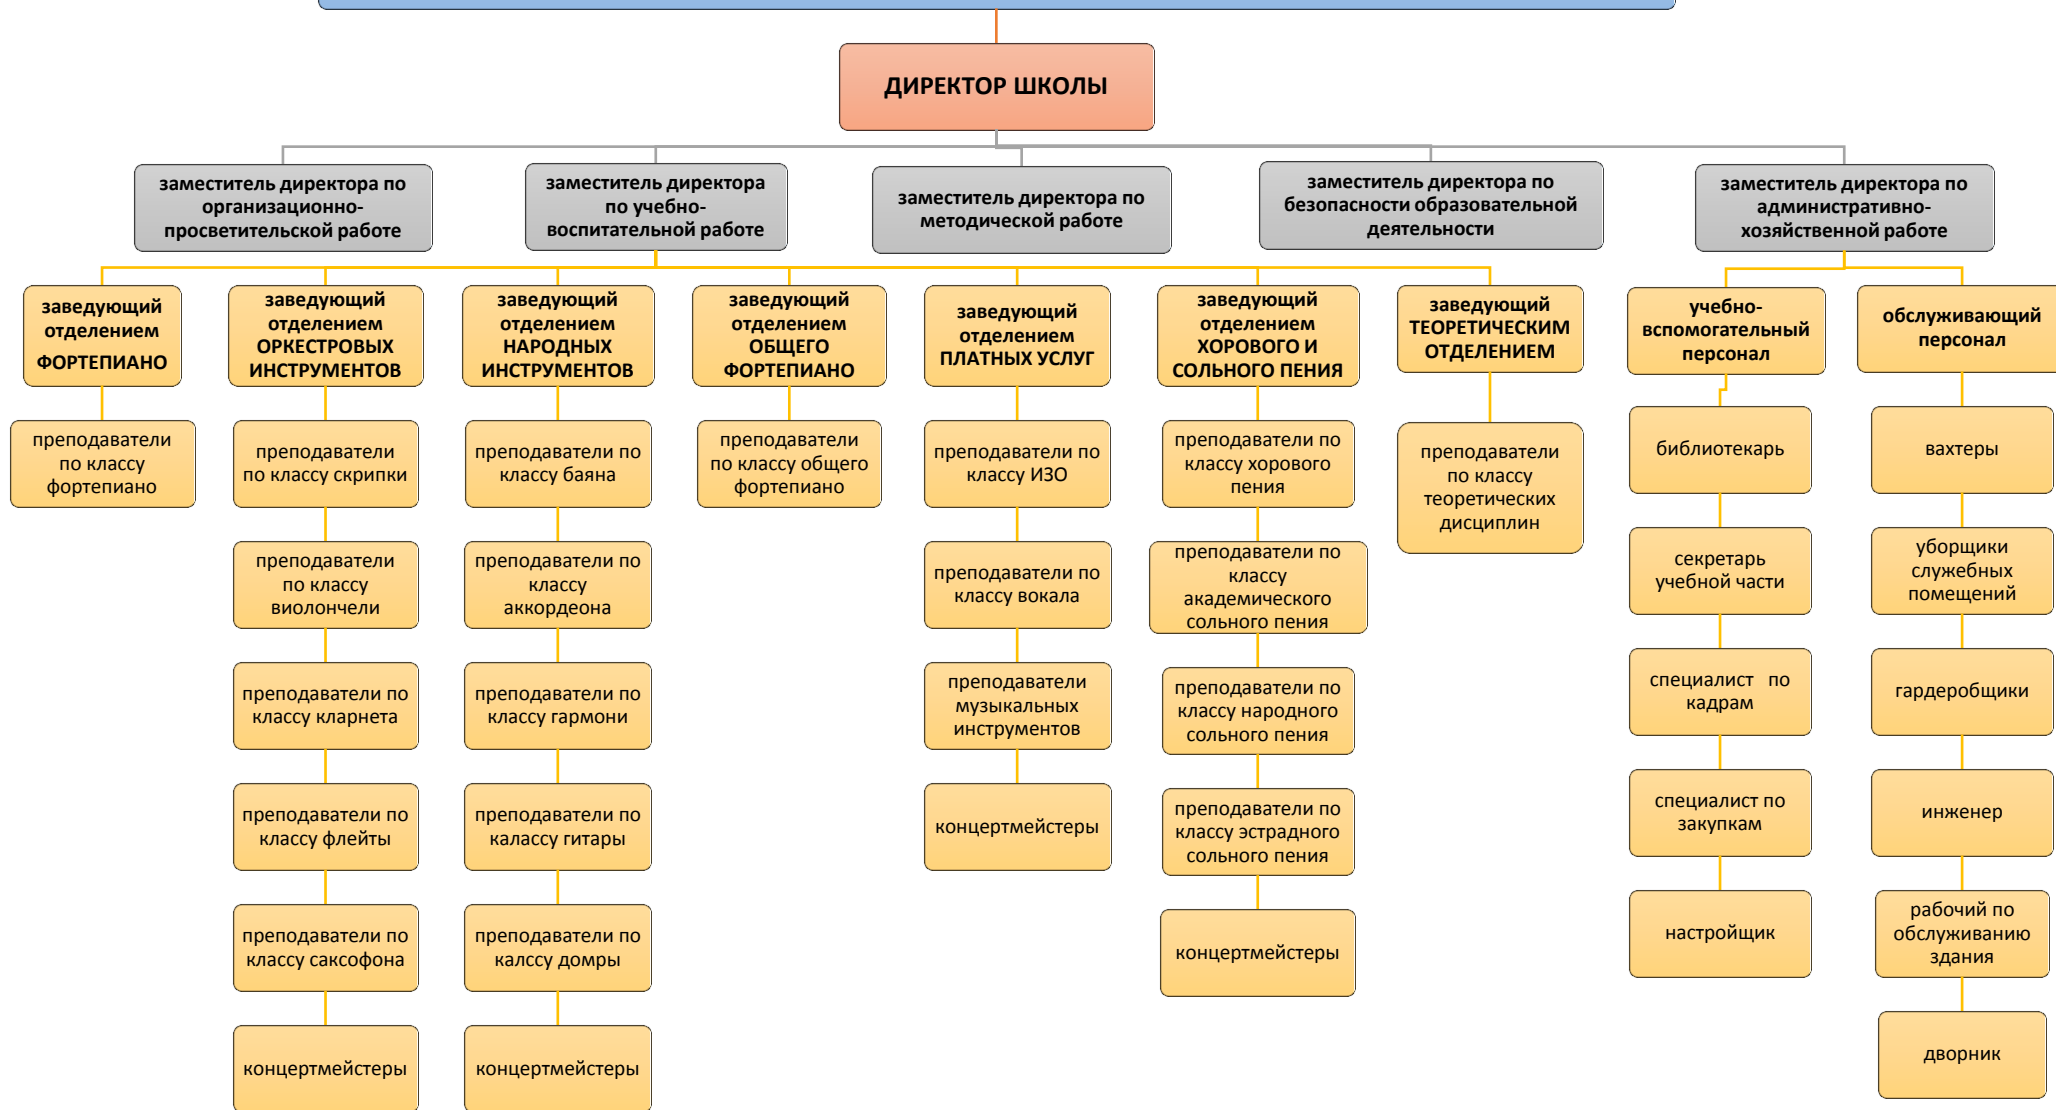 ДИРЕКТОР ШКОЛЫ
заместитель директора по
организационно-
просветительской работе
заместитель директора
по учебно-
воспитательной работе
заместитель директора по
методической работе
заместитель директора по
безопасности образовательной
деятельности
заместитель директора по
административно-
хозяйственной работе
заведующий
отделением
ФОРТЕПИАНО
заведующий
отделением
ОРКЕСТРОВЫХ
ИНСТРУМЕНТОВ
заведующий
отделением
НАРОДНЫХ
ИНСТРУМЕНТОВ
заведующий
отделением
ОБЩЕГО
ФОРТЕПИАНО
заведующий
отделением
ПЛАТНЫХ УСЛУГ
заведующий
отделением
ХОРОВОГО И
СОЛЬНОГО ПЕНИЯ
заведующий
ТЕОРЕТИЧЕСКИМ
ОТДЕЛЕНИЕМ
учебно-
вспомогательный
персонал
обслуживающий
персонал
преподаватели
по классу
фортепиано
преподаватели
по классу скрипки
преподаватели по
классу баяна
преподаватели
по классу общего
фортепиано
преподаватели по
классу ИЗО
преподаватели по
классу хорового
пения
преподаватели
по классу
теоретических
дисциплин
библиотекарь
вахтеры
преподаватели
по классу
виолончели
преподаватели по
классу
аккордеона
преподаватели по
классу вокала
преподаватели по
классу
академического
сольного пения
секретарь
учебной части
уборщики
служебных
помещений
преподаватели по
классу кларнета
преподаватели по
классу гармони
преподаватели
музыкальных
инструментов
преподаватели по
классу народного
сольного пения
специалист по
кадрам
гардеробщики
преподаватели по
классу флейты
преподаватели по
калассу гитары
концертмейстеры
преподаватели по
классу эстрадного
сольного пения
специалист по
закупкам
инженер
преподаватели по
классу саксофона
преподаватели по
калссу домры
концертмейстеры
настройщик
рабочий по
обслуживанию
здания
концертмейстеры
концертмейстеры
дворник